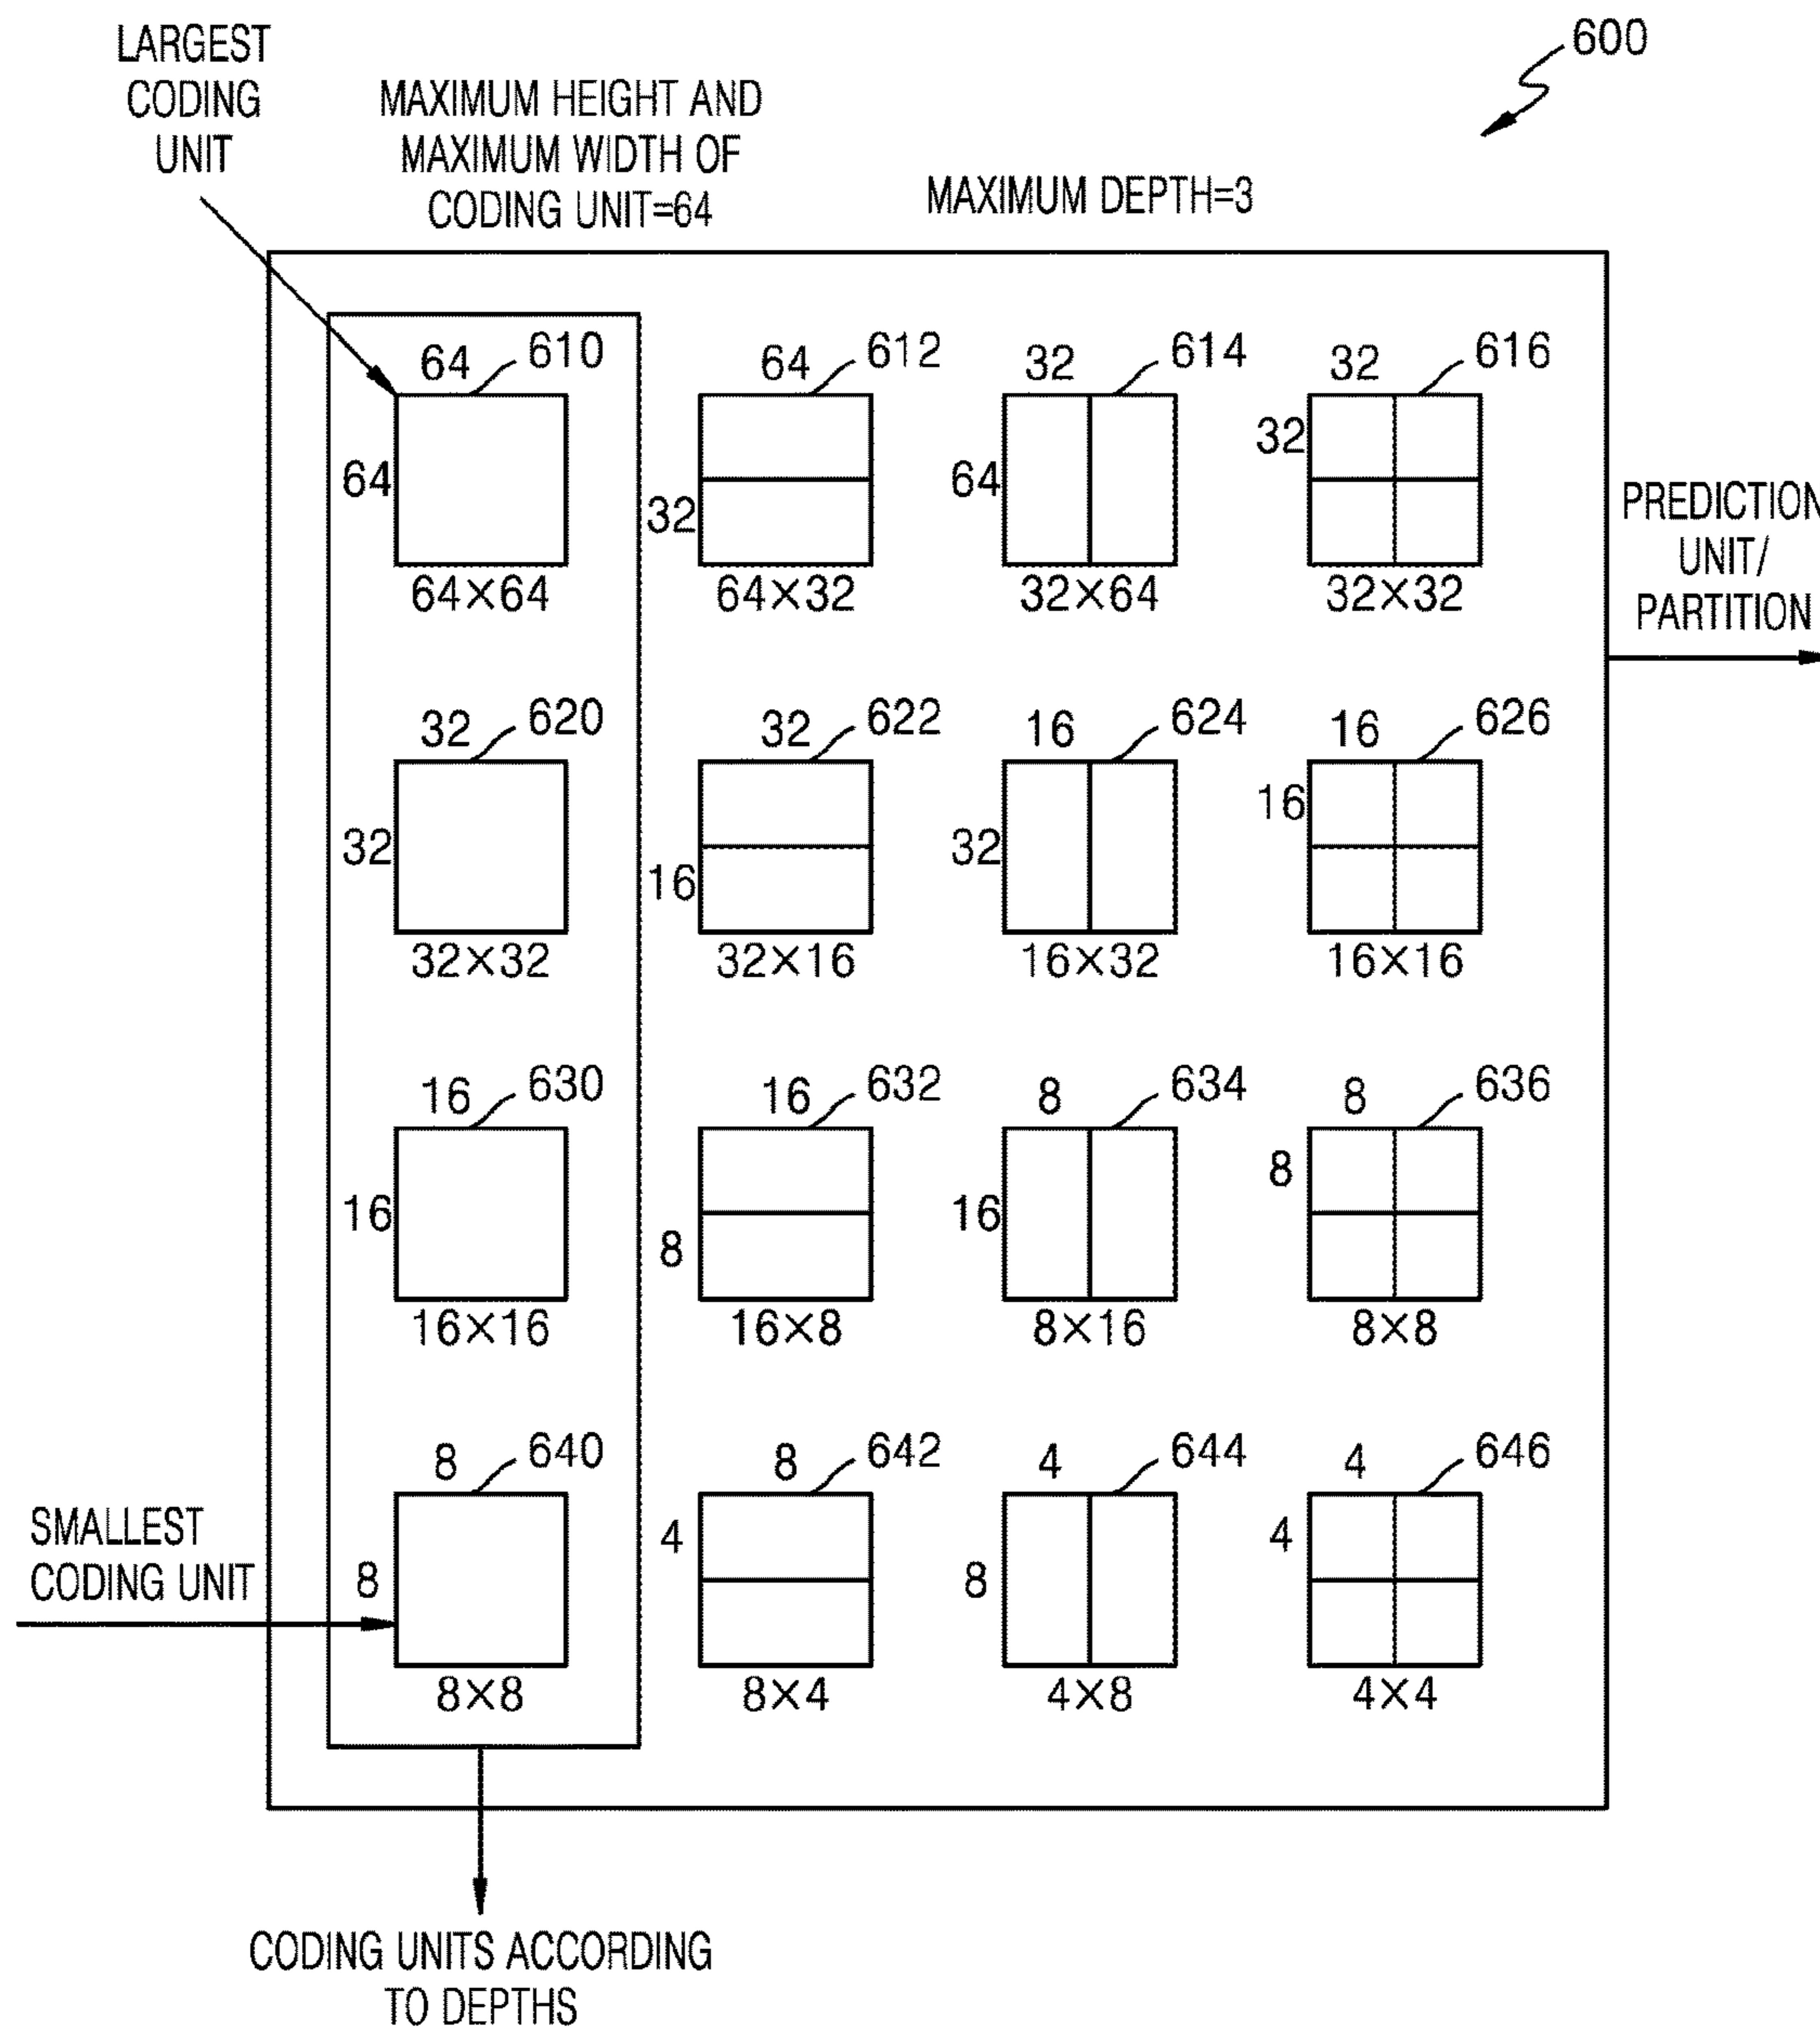 600
LARGEST
CODING
UNIT
MAXIMUM HEIGHT AND
MAXIMUM WIDTH OF
CODING UNIT=64
MAXIMUM DEPTH=3
64 610 64 612 32 614 32 616
64 32 64 32
64×64 64×32 32×64 32×32
PREDICTION
UNIT/
PARTITION
32 620 32 622 16 624 16 626
32 16 32 16
32×32 32×16 16×32 16×16
16 630 16 632 8 634 8 636
16 8 16 8
16×16 16×8 8×16 8×8
8 640 8 642 4 644 4 646
SMALLEST
CODING UNIT
8 4 8 4
8×8 8×4 4×8 4×4
CODING UNITS ACCORDING
TO DEPTHS